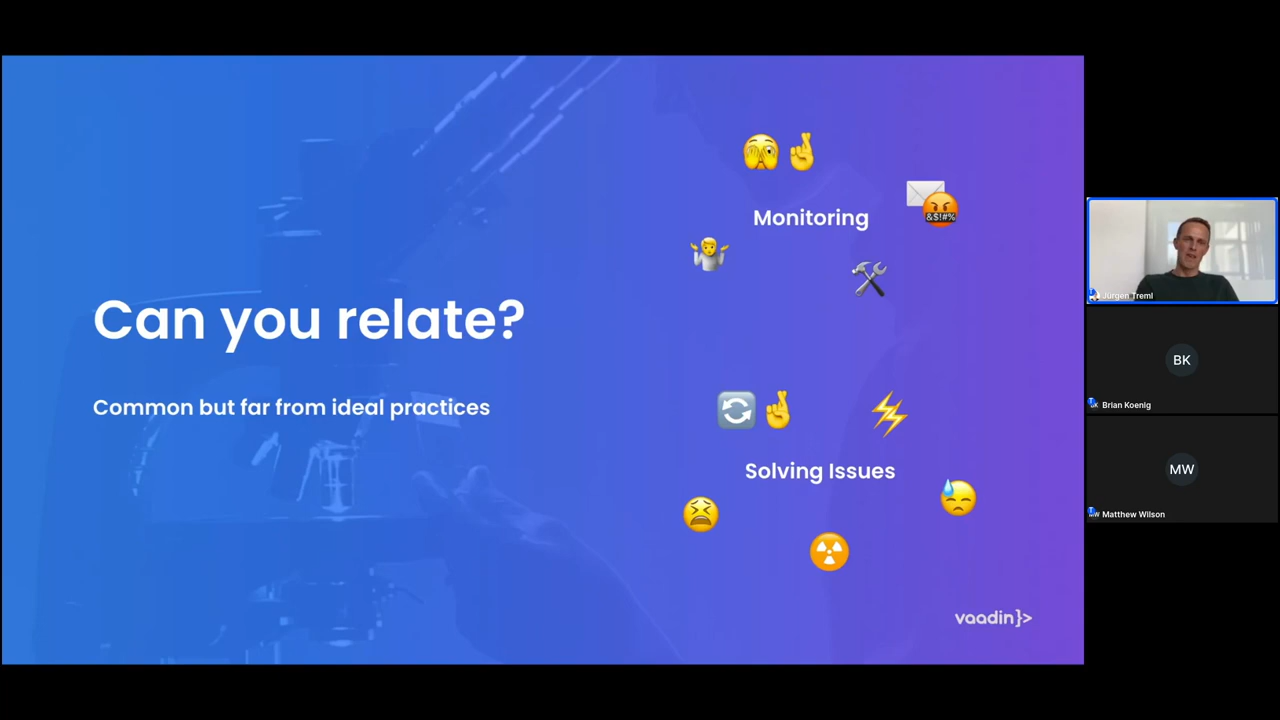 Can you relate?
Common but far from ideal practices
Monitoring
&$!#%
Solving Issues
vaadin}>
Jürgen Treml
BK
Brian Koenig
MW
Matthew Wilson